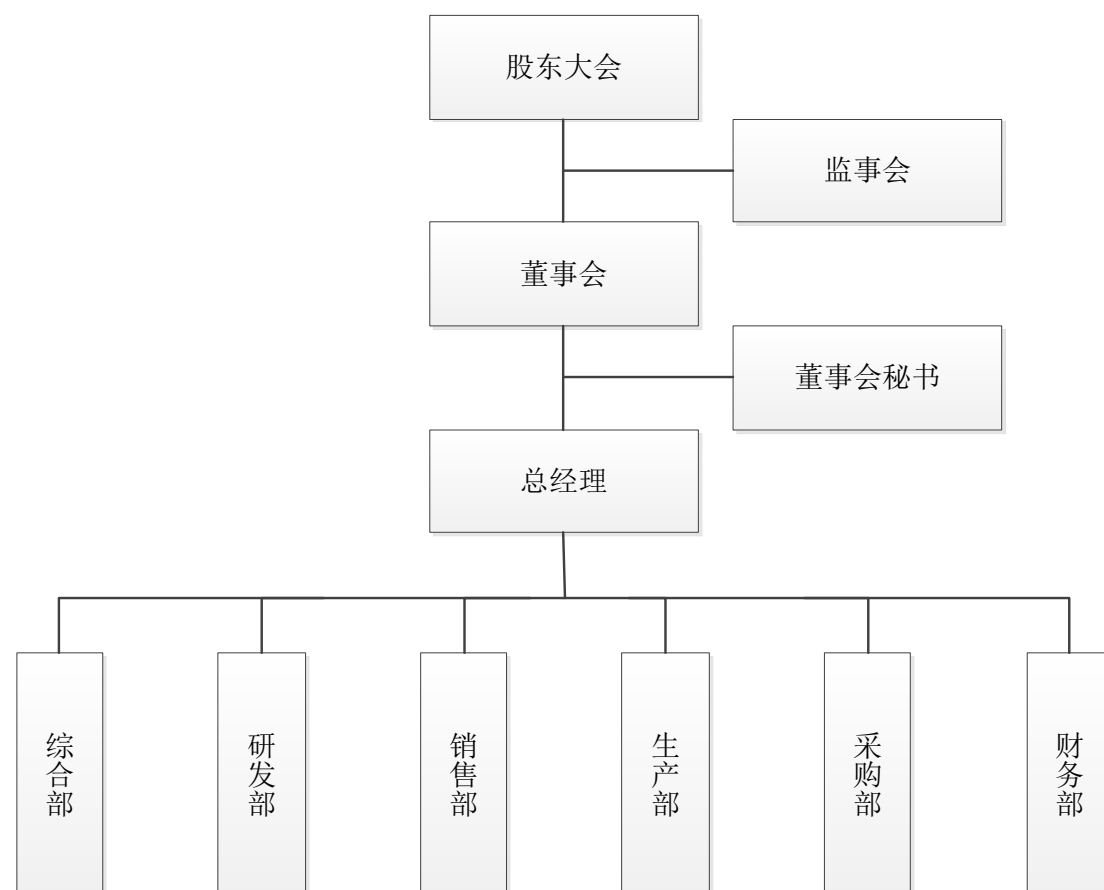 股东大会
监事会
董事会
董事会秘书
总经理
综合部
研发部
销售部
生产部
采购部
财务部